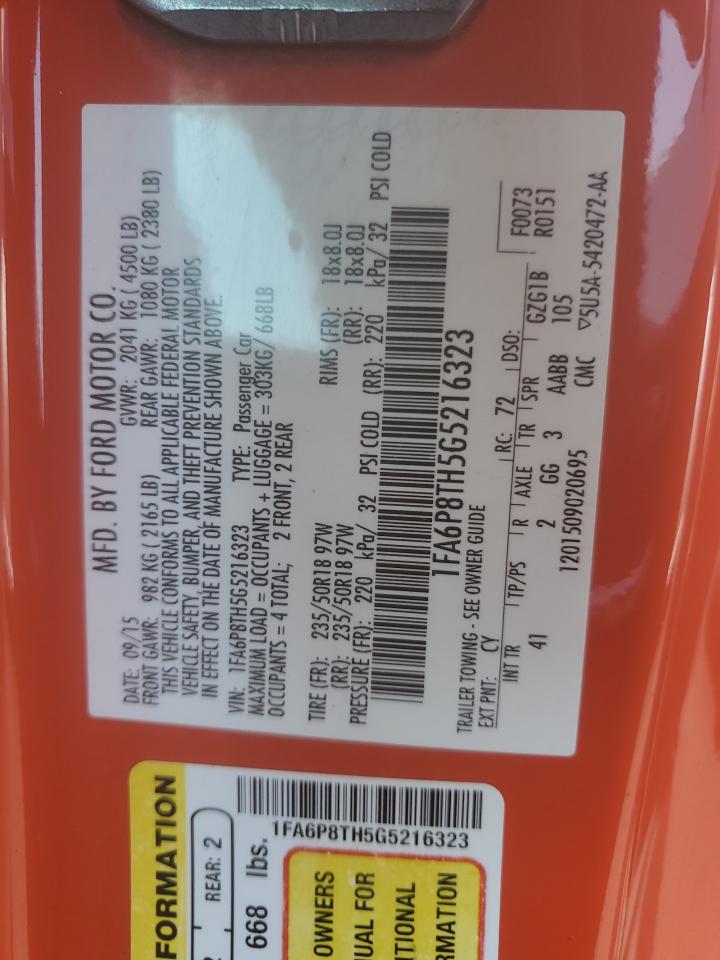 MFD. BY FORD MOTOR CO.
DATE: 09/15 GVWR: 2041 KG ( 4500 LB)
FRONT GAWR: 982 KG ( 2165 LB) REAR GAWR: 1080 KG ( 2380 LB)
THIS VEHICLE CONFORMS TO ALL APPLICABLE FEDERAL MOTOR
VEHICLE SAFETY, BUMPER, AND THEFT PREVENTION STANDARDS
IN EFFECT ON THE DATE OF MANUFACTURE SHOWN ABOVE.
VIN: 1FA6P8TH5G5216323 TYPE: Passenger Car
MAXIMUM LOAD = OCCUPANTS + LUGGAGE = 303KG/ 668LB
OCCUPANTS = 4 TOTAL; 2 FRONT, 2 REAR
TIRE (FR): 235/50R18 97W RIMS (FR): 18x8.0J
(RR): 235/50R18 97W (RR): 18x8.0J
PRESSURE (FR): 220 kPa/ 32 PSI COLD (RR): 220 kPa/ 32 PSI COLD
1FA6P8TH5G5216323
TRAILER TOWING - SEE OWNER GUIDE
EXT PNT: CY RC: 72 DSO: F0073
INT TR TP/PS R AXLE TR SPR GZG1B R0151
41 2 GG 3 AABB 105
1201509020695 CMC ▽5U5A-5420472-AA
FORMATION
REAR: 2
668 lbs.
1FA6P8TH5G5216323
OWNERS
UAL FOR
ITIONAL
RMATION